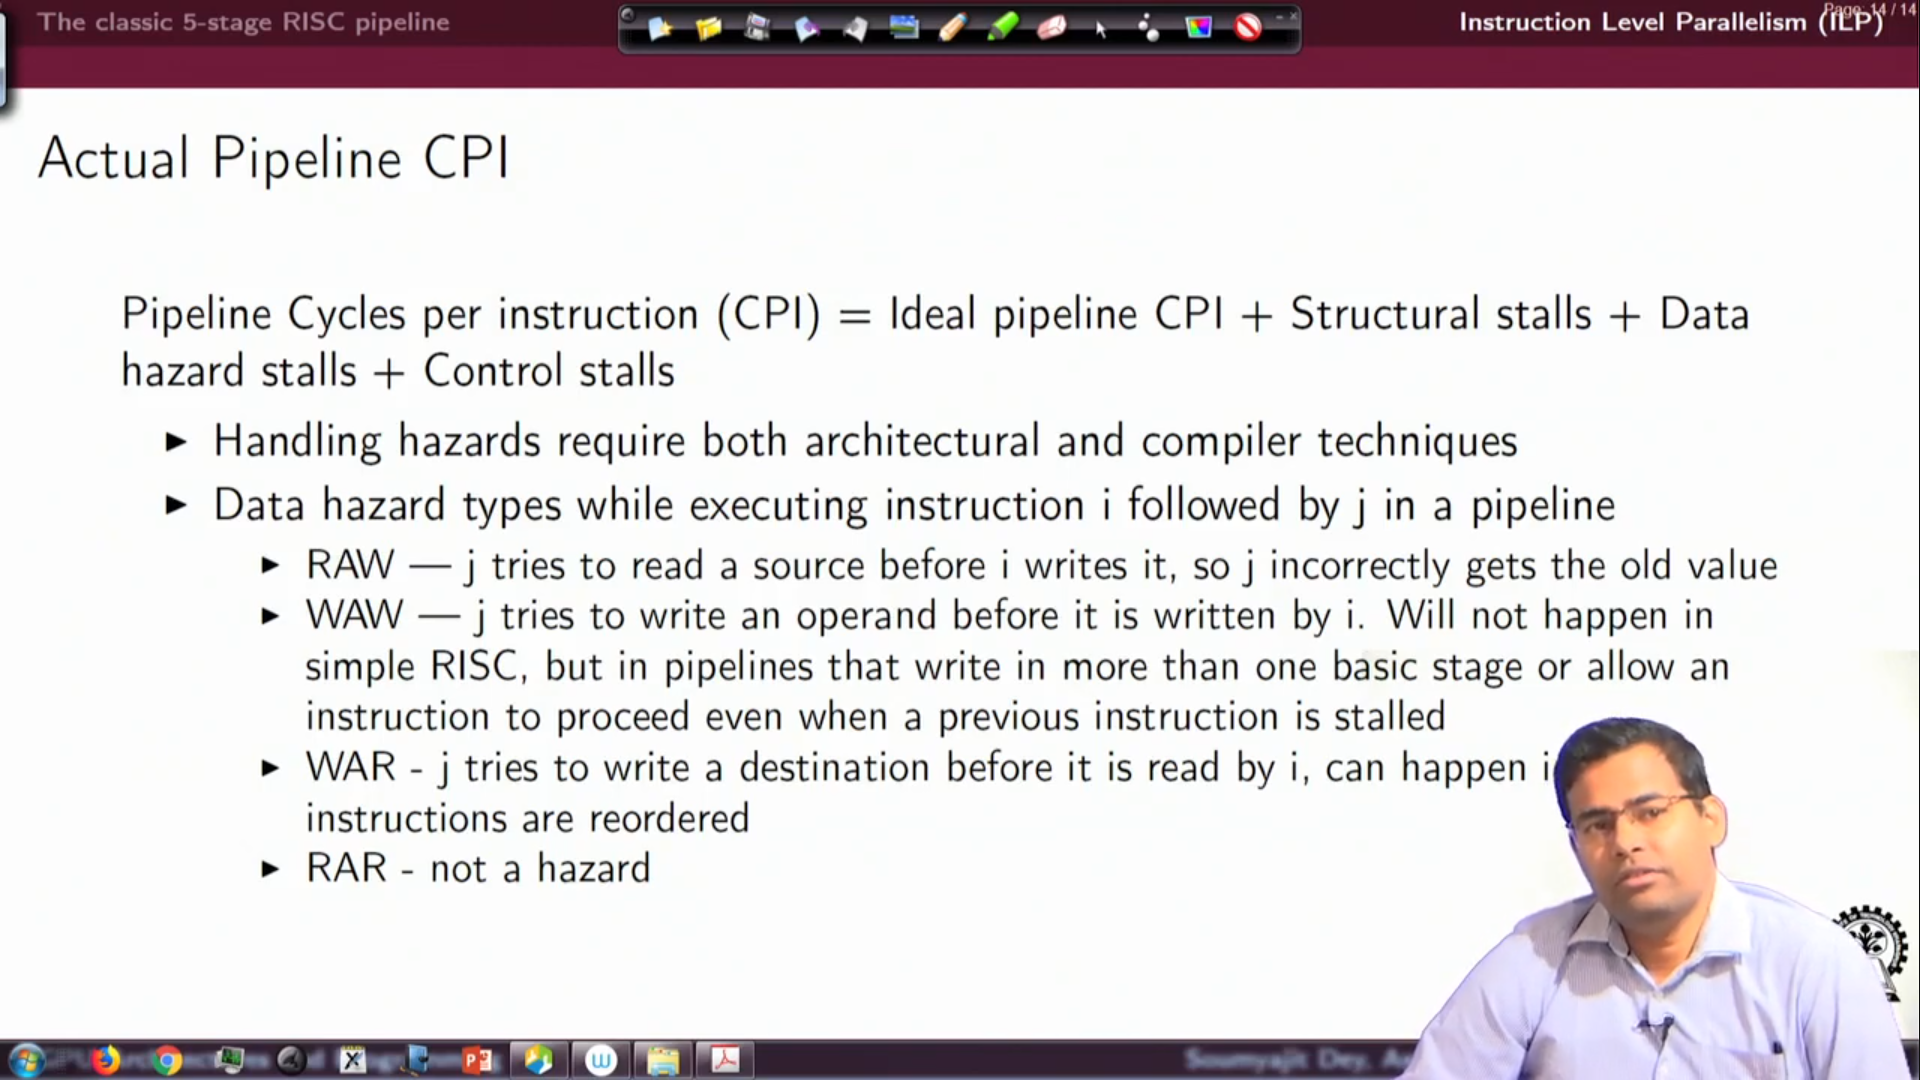 The classic 5-stage RISC pipeline
Page: 14 / 14
Instruction Level Parallelism (ILP)
Actual Pipeline CPI
Pipeline Cycles per instruction (CPI) = Ideal pipeline CPI + Structural stalls + Data
hazard stalls + Control stalls
► Handling hazards require both architectural and compiler techniques
► Data hazard types while executing instruction i followed by j in a pipeline
► RAW — j tries to read a source before i writes it, so j incorrectly gets the old value
► WAW — j tries to write an operand before it is written by i. Will not happen in
simple RISC, but in pipelines that write in more than one basic stage or allow an
instruction to proceed even when a previous instruction is stalled
► WAR - j tries to write a destination before it is read by i, can happen
instructions are reordered
► RAR - not a hazard
Soumyajit Dey,